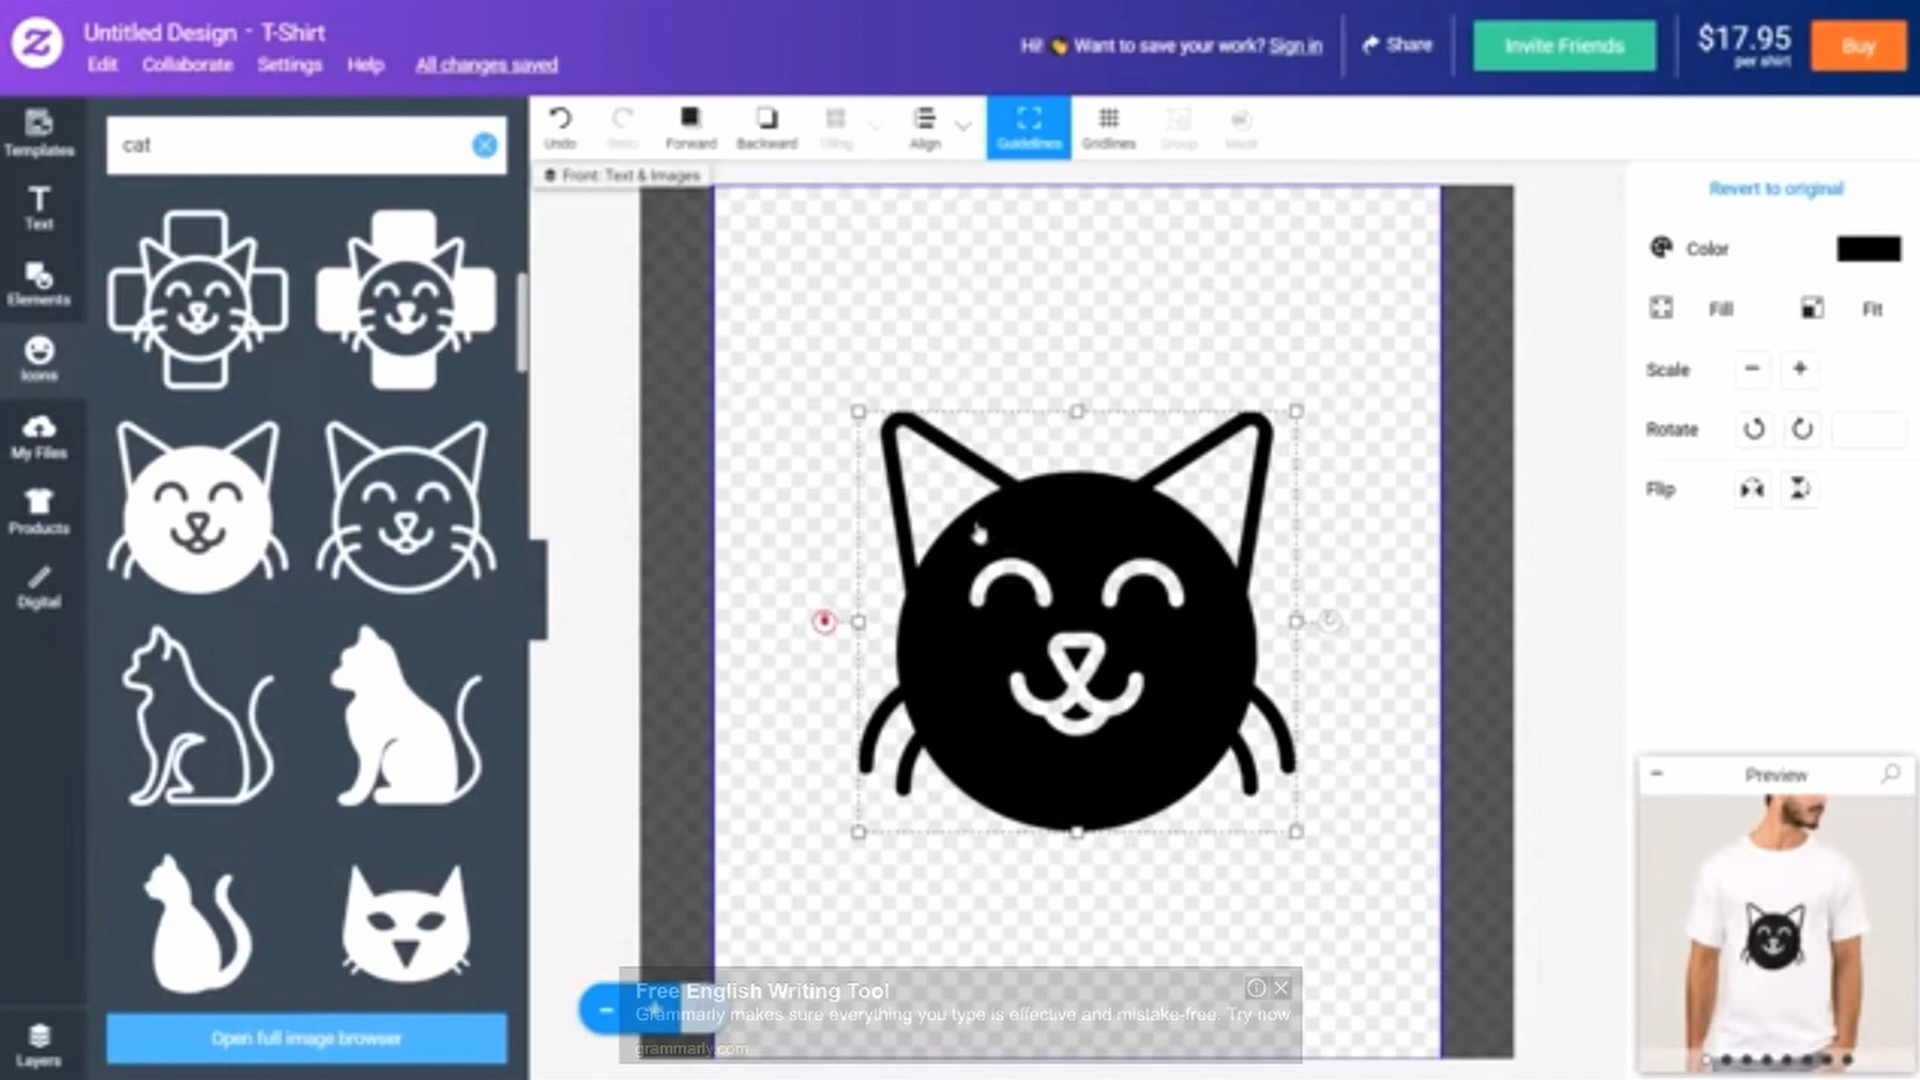 Untitled Design - T-Shirt
Edit Collaborate Settings Help All changes saved
Hi! 👋 Want to save your work? Sign in
Share
Invite Friends
$17.95
per shirt
Buy
Templates
Text
Elements
Icons
My Files
Products
Digital
Layers
cat
Open full image browser
Undo
Forward
Backward
Align
Guidelines
Gridlines
Group
Front: Text & Images
Revert to original
Color
Fill
Fit
Scale
Rotate
Flip
Preview
Free English Writing Tool
Grammarly makes sure everything you type is effective and mistake-free. Try now
grammarly.com